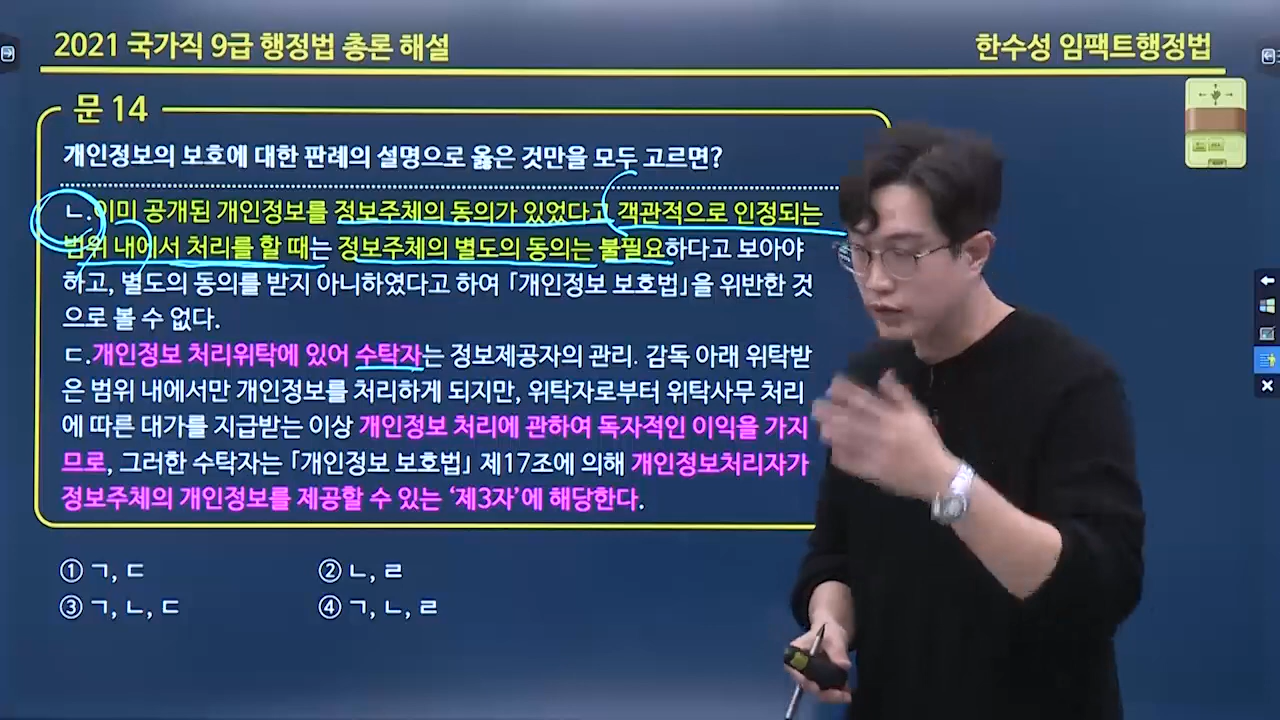 2021 국가직 9급 행정법 총론 해설
한수성 임팩트행정법
문 14
개인정보의 보호에 대한 판례의 설명으로 옳은 것만을 모두 고르면?
ㄴ.이미 공개된 개인정보를 정보주체의 동의가 있었다고 객관적으로 인정되는
범위 내에서 처리를 할 때는 정보주체의 별도의 동의는 불필요하다고 보아야
하고, 별도의 동의를 받지 아니하였다고 하여 「개인정보 보호법」을 위반한 것
으로 볼 수 없다.
ㄷ.개인정보 처리위탁에 있어 수탁자는 정보제공자의 관리. 감독 아래 위탁받
은 범위 내에서만 개인정보를 처리하게 되지만, 위탁자로부터 위탁사무 처리
에 따른 대가를 지급받는 이상 개인정보 처리에 관하여 독자적인 이익을 가지
므로, 그러한 수탁자는 「개인정보 보호법」 제17조에 의해 개인정보처리자가
정보주체의 개인정보를 제공할 수 있는 ‘제3자’에 해당한다.
① ㄱ, ㄷ
② ㄴ, ㄹ
③ ㄱ, ㄴ, ㄷ
④ ㄱ, ㄴ, ㄹ